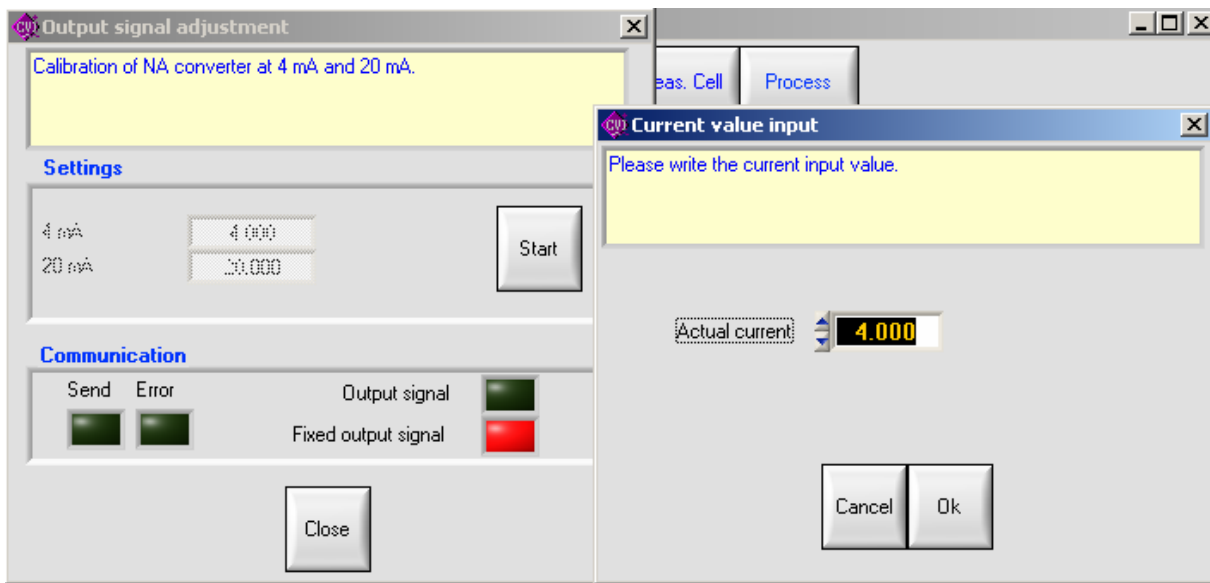 Output signal adjustment
Calibration of NA converter at 4 mA and 20 mA.
Settings
4 mA 4.000
20 mA 20.000
Start
Communication
Send Error
Output signal
Fixed output signal
Close
eas. Cell Process
Current value input
Please write the current input value.
Actual current 4.000
Cancel Ok